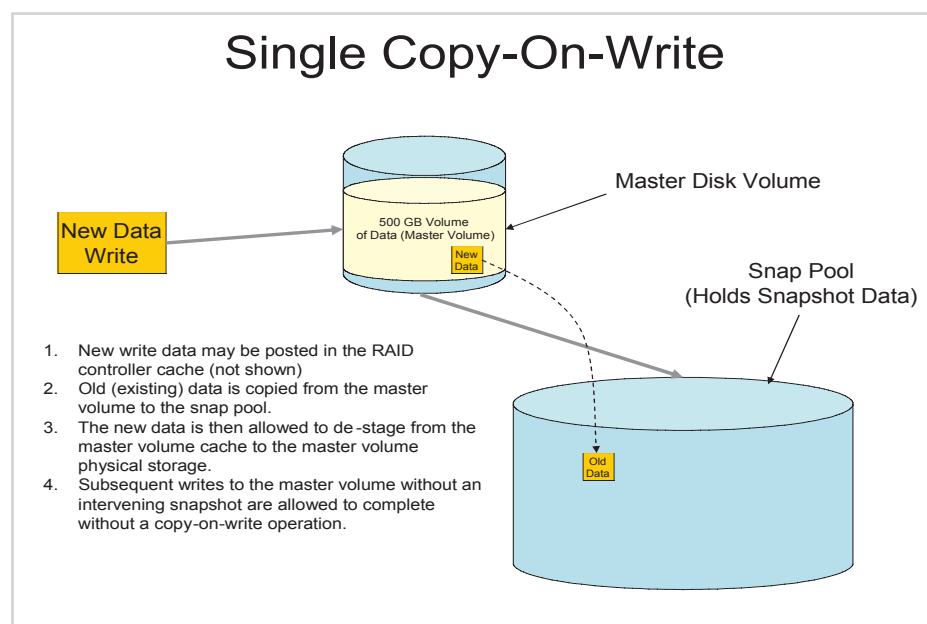 Single Copy-On-Write
Master Disk Volume
500 GB Volume
of Data (Master Volume)
New Data
Write
New
Data
Snap Pool
(Holds Snapshot Data)
1. New write data may be posted in the RAID
controller cache (not shown)
2. Old (existing) data is copied from the master
volume to the snap pool.
3. The new data is then allowed to de-stage from the
master volume cache to the master volume
physical storage.
4. Subsequent writes to the master volume without an
intervening snapshot are allowed to complete
without a copy-on-write operation.
Old
Data